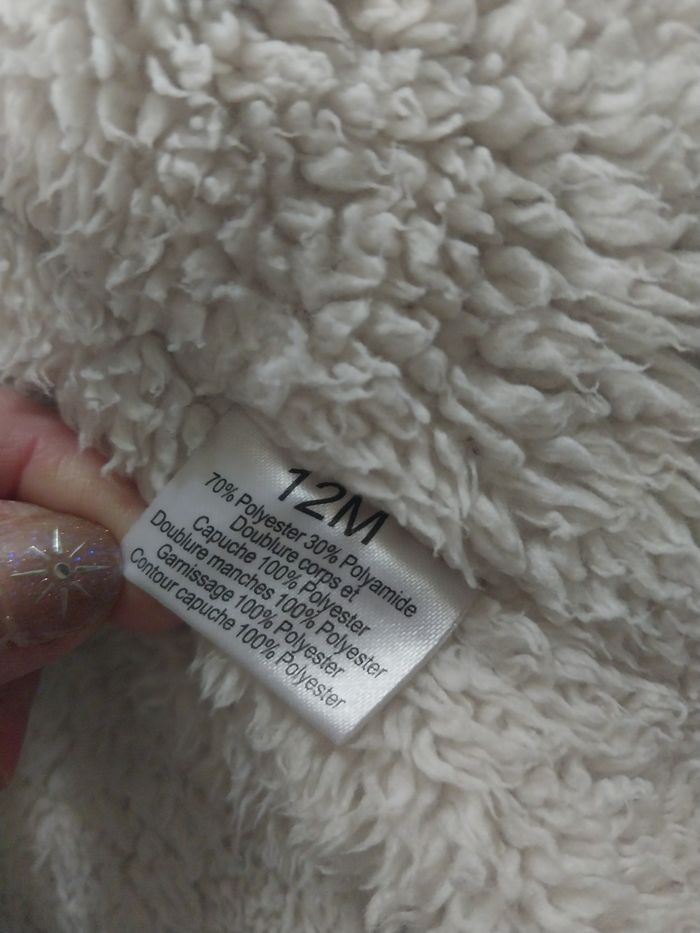 12M
70% Polyester 30% Polyamide
Doublure corps et
Capuche 100% Polyester
Doublure manches 100% Polyester
Garnissage 100% Polyester
Contour capuche 100% Polyester